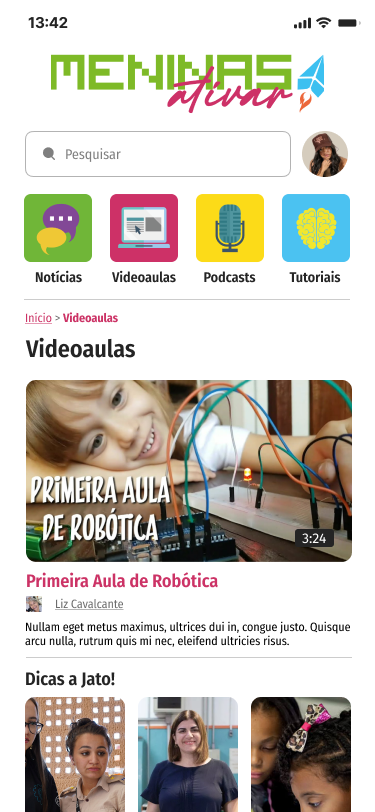 13:42
MENINAS
ativar
Pesquisar
Notícias
Videoaulas
Podcasts
Tutoriais
Início > Videoaulas
Videoaulas
PRIMEIRA AULA
DE ROBÓTICA
3:24
Primeira Aula de Robótica
Liz Cavalcante
Nullam eget metus maximus, ultrices dui in, congue justo. Quisque
arcu nulla, rutrum quis mi nec, eleifend ultricies risus.
Dicas a Jato!